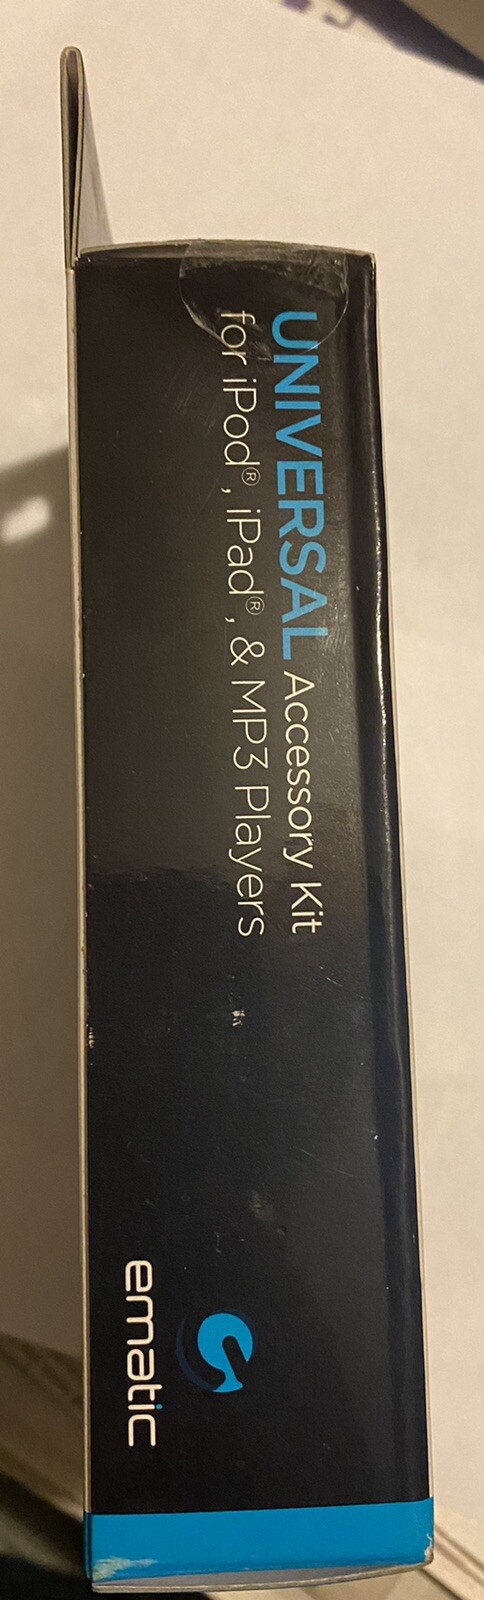 UNIVERSAL Accessory Kit
for iPod®, iPad®, & MP3 Players
ematic